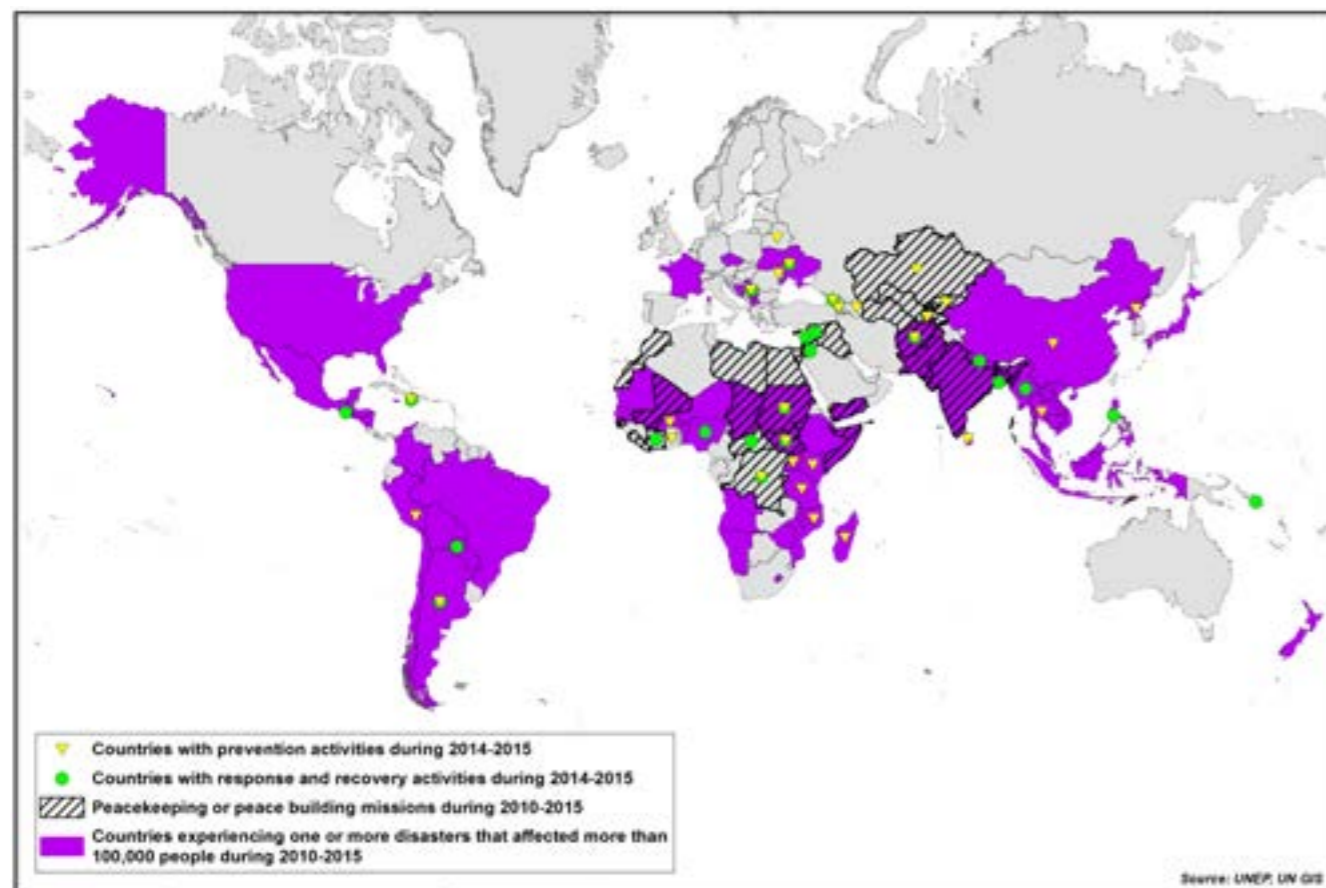 Countries with prevention activities during 2014-2015
Countries with response and recovery activities during 2014-2015
Peacekeeping or peace building missions during 2010-2015
Countries experiencing one or more disasters that affected more than
100,000 people during 2010-2015
Source: UNEP, UN GIS